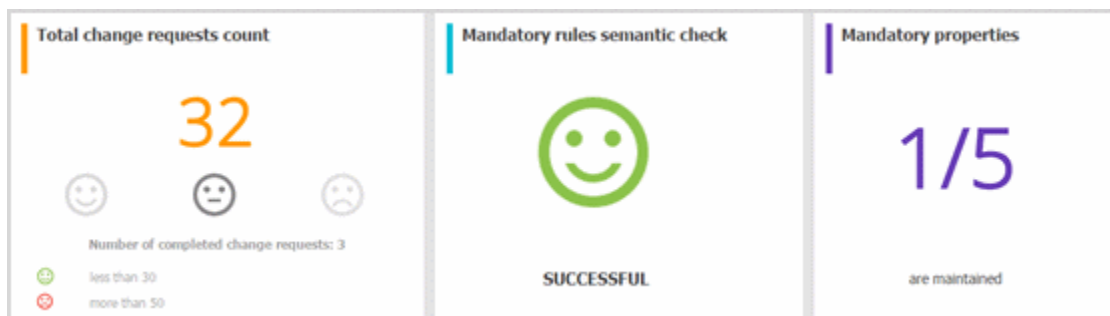 Total change requests count
32
Number of completed change requests: 3
less than 30
more than 50
Mandatory rules semantic check
SUCCESSFUL
Mandatory properties
1/5
are maintained